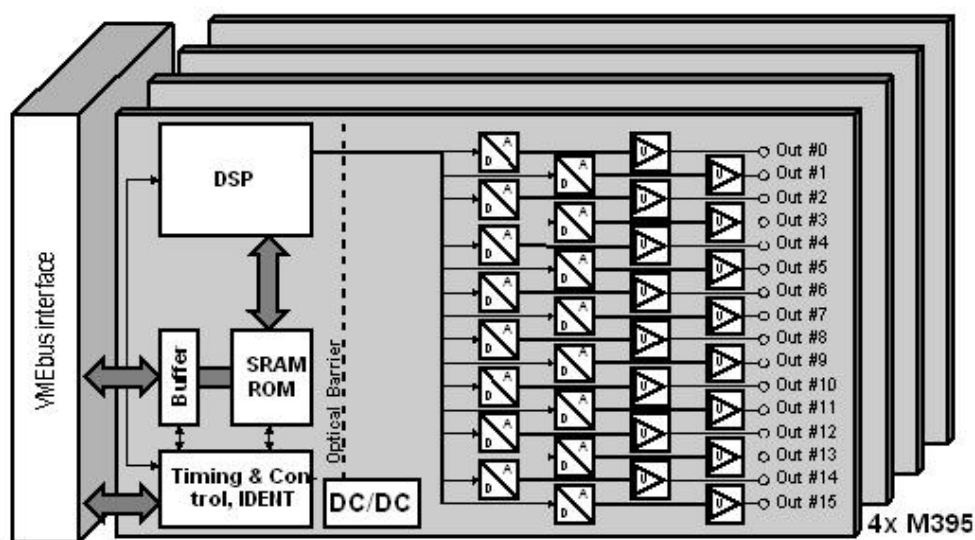 VMEbus interface
DSP
Buffer
SRAM
ROM
Timing & Con-
trol, IDENT
Optical Barrier
DC/DC
D A U Out #0
D A U Out #1
D A U Out #2
D A U Out #3
D A U Out #4
D A U Out #5
D A U Out #6
D A U Out #7
D A U Out #8
D A U Out #9
D A U Out #10
D A U Out #11
D A U Out #12
D A U Out #13
D A U Out #14
D A U Out #15
4x M395